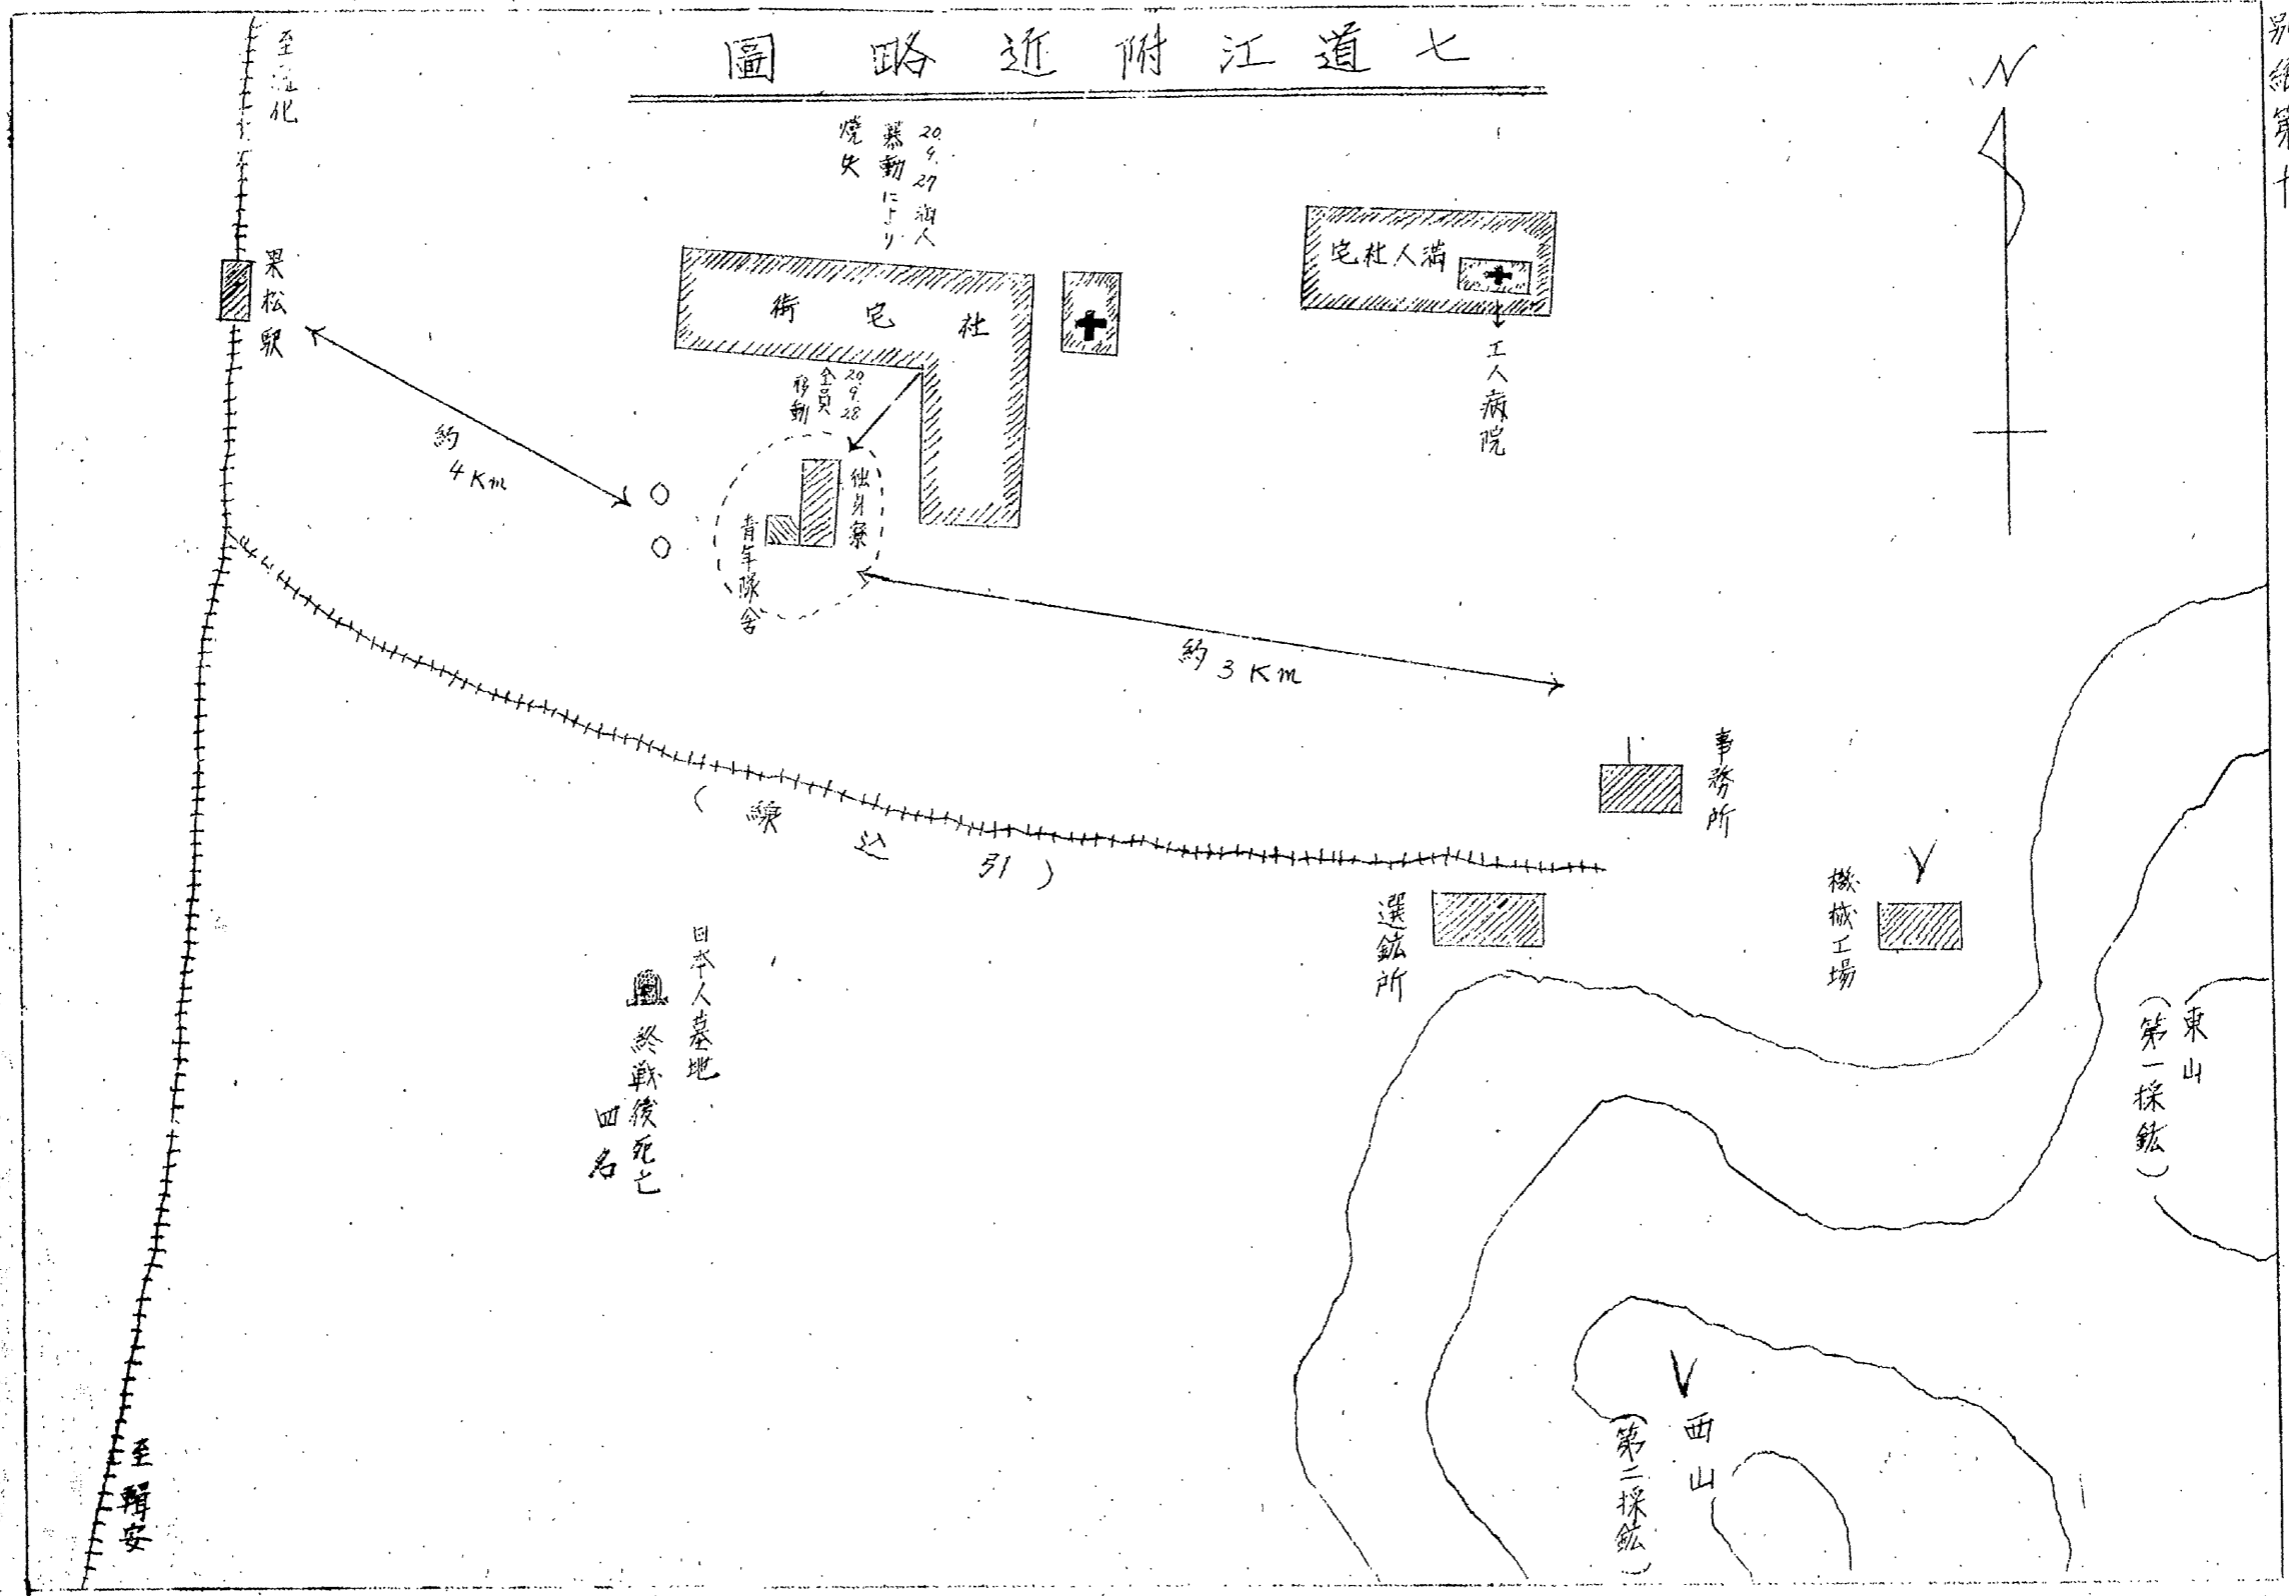 別紙第十
七道江附近略圖
N
至通化
果松駅
約4Km
20.9.27 満人
暴動により
焼失
社宅街
満人社宅
工人病院
20.9.28
全員
移動
独身寮
青年隊舎
約3Km
(引込線)
事務所
選鉱所
機械工場
東山
(第一採鉱)
西山
(第二採鉱)
日本人墓地
終戦後死亡
四名
至輯安